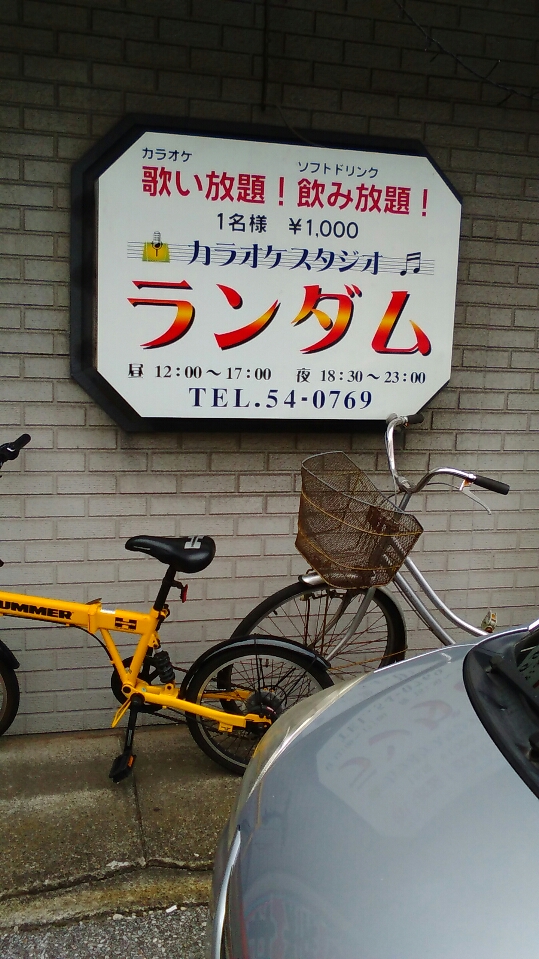 カラオケ ソフトドリンク
歌い放題！飲み放題！
1名様 ¥1,000
カラオケスタジオ
ランダム
昼 12:00～17:00 夜 18:30～23:00
TEL.54-0769
UMMER H